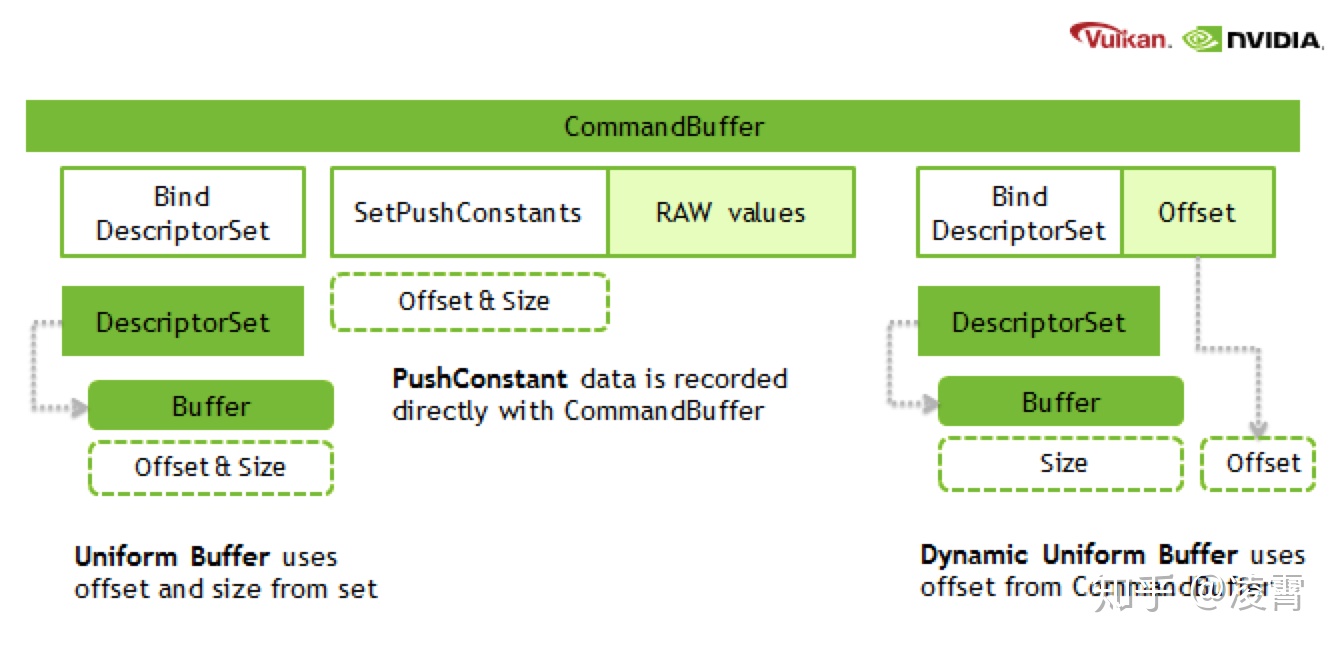 Vulkan. NVIDIA.
CommandBuffer
Bind
DescriptorSet
SetPushConstants
RAW values
Bind
DescriptorSet
Offset
DescriptorSet
Offset & Size
DescriptorSet
Buffer
Offset & Size
PushConstant data is recorded
directly with CommandBuffer
Buffer
Size
Offset
Uniform Buffer uses
offset and size from set
Dynamic Uniform Buffer uses
offset from CommandBuffer
知乎 @凌霄